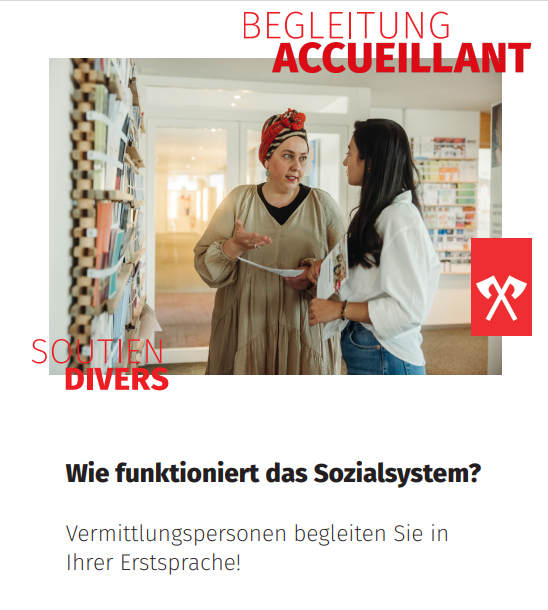 BEGLEITUNG
ACCUEILLANT
SOUTIEN
DIVERS
Wie funktioniert das Sozialsystem?
Vermittlungspersonen begleiten Sie in
Ihrer Erstsprache!